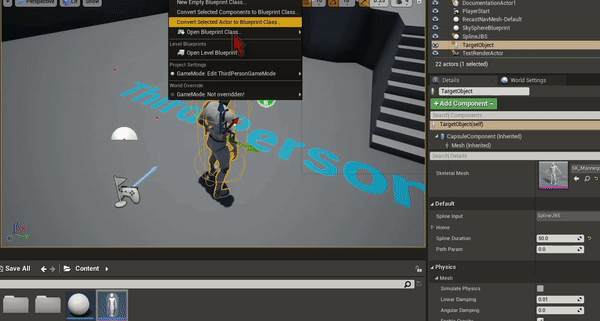 Perspective
Lit
New Empty Blueprint Class...
Convert Selected Components to Blueprint Class...
Convert Selected Actor to Blueprint Class...
Open Blueprint Class...
Level Blueprints
Open Level Blueprint
Project Settings
GameMode: Edit ThirdPersonGameMode
World Override
GameMode: Not overridden!
Third Person
Save All
Content
DocumentationActor1
PlayerStart
RecastNavMesh-Default
SkySphereBlueprint
SplineJBS
TargetObject
TextRenderActor
22 actors (1 selected)
Details
World Settings
TargetObject
+ Add Component
Search Components
TargetObject(self)
CapsuleComponent (Inherited)
Mesh (Inherited)
Search Details
Skeletal Mesh
Default
Spline Input
SplineJBS
Home
Spline Duration
50.0
Path Param
0.0
Physics
Mesh
Simulate Physics
Linear Damping
0.01
Angular Damping
0.0